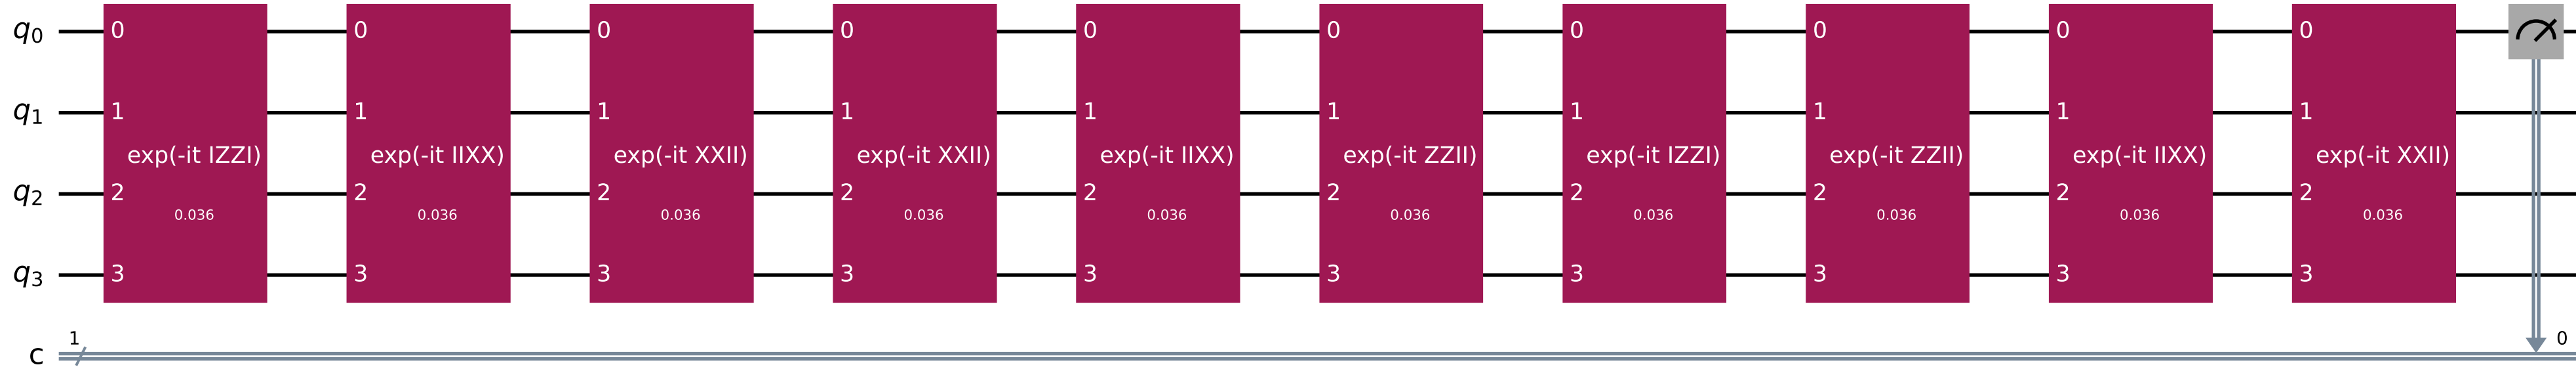 q0 0 0 0 0 0 0 0 0 0 0
q1 1 1 1 1 1 1 1 1 1 1
exp(-it IZZI) exp(-it IIXX) exp(-it XXII) exp(-it XXII) exp(-it IIXX) exp(-it ZZII) exp(-it IZZI) exp(-it ZZII) exp(-it IIXX) exp(-it XXII)
q2 2 2 2 2 2 2 2 2 2 2
0.036 0.036 0.036 0.036 0.036 0.036 0.036 0.036 0.036 0.036
q3 3 3 3 3 3 3 3 3 3 3
1 0
c